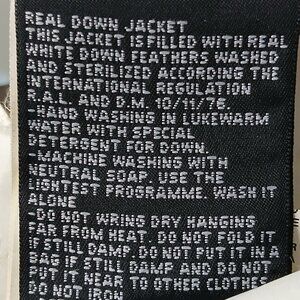 REAL DOWN JACKET
THIS JACKET IS FILLED WITH REAL
WHITE DOWN FEATHERS WASHED
AND STERILIZED ACCORDING THE
INTERNATIONAL REGULATION
R.A.L. AND D.M. 10/11/76.
-HAND WASHING IN LUKEWARM
WATER WITH SPECIAL
DETERGENT FOR DOWN.
-MACHINE WASHING WITH
NEUTRAL SOAP. USE THE
LIGHTEST PROGRAMME. WASH IT
ALONE
-DO NOT WRING DRY HANGING
FAR FROM HEAT. DO NOT FOLD IT
IF STILL DAMP. DO NOT PUT IT IN A
BAG IF STILL DAMP AND DO NOT
PUT IT NEAR TO OTHER CLOTHES
DO NOT IRON